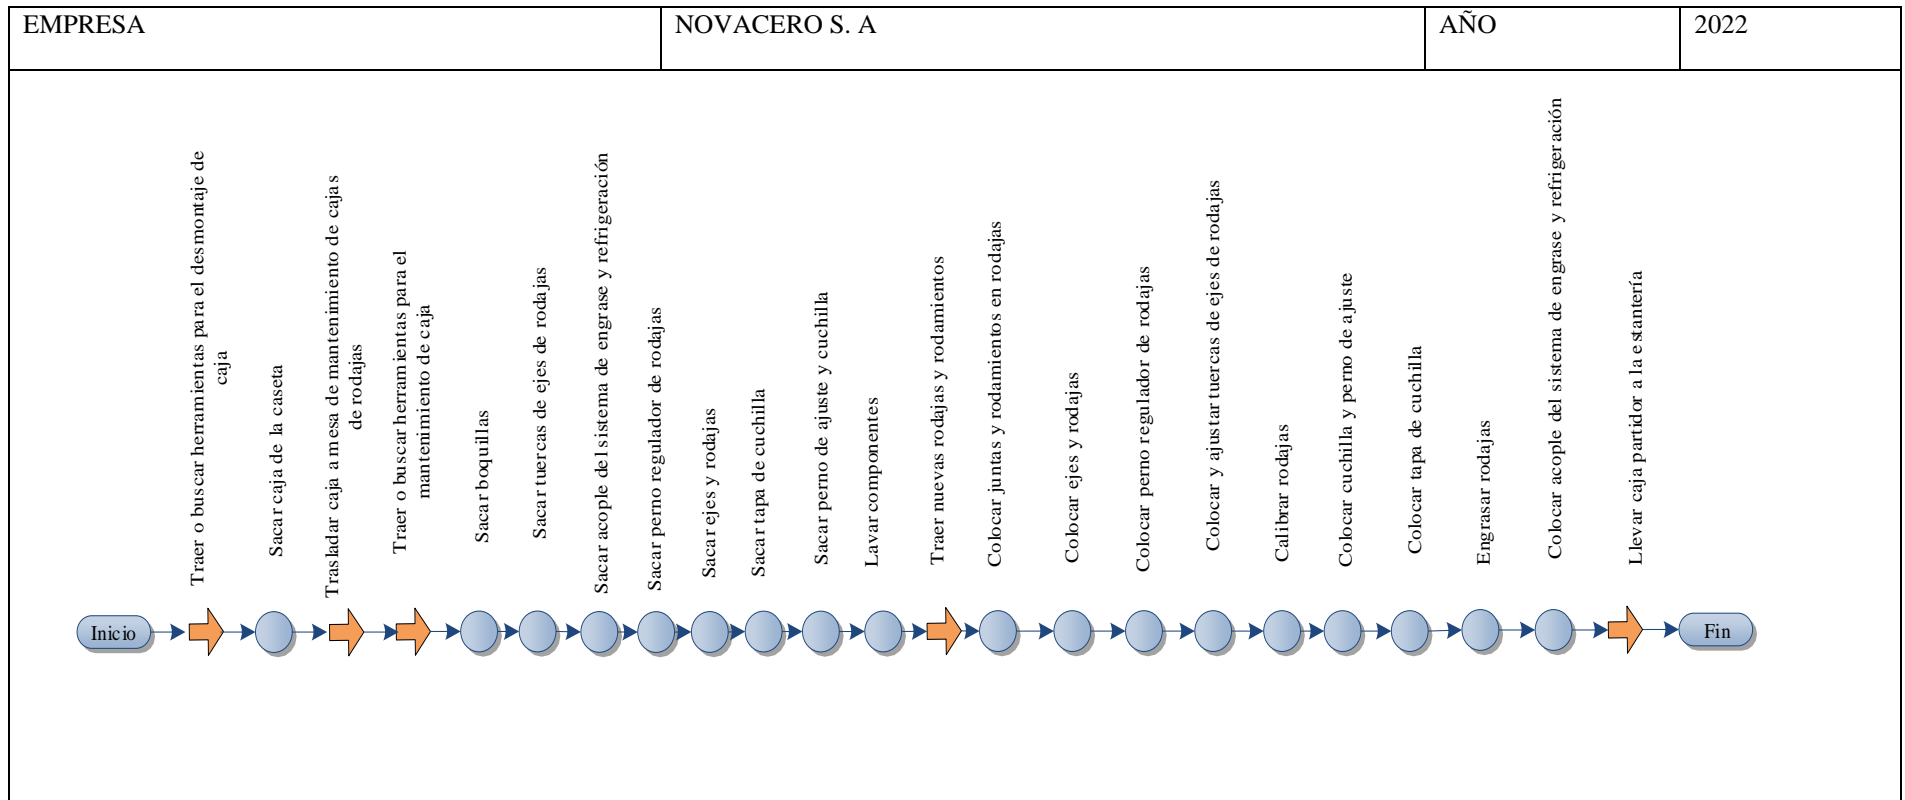 EMPRESA
NOVACERO S. A
AÑO
2022
Traer o buscar herramientas para el desmontaje de
caja
Sacar caja de la caseta
Trasladar caja a mesa de mantenimiento de cajas
de rodajas
Traer o buscar herramientas para el
mantenimiento de caja
Sacar boquillas
Sacar tuercas de ejes de rodajas
Sacar acople del sistema de engrase y refrigeración
Sacar perno regulador de rodajas
Sacar ejes y rodajas
Sacar tapa de cuchilla
Sacar perno de ajuste y cuchilla
Lavar componentes
Traer nuevas rodajas y rodamientos
Colocar juntas y rodamientos en rodajas
Colocar ejes y rodajas
Colocar perno regulador de rodajas
Colocar y ajustar tuercas de ejes de rodajas
Calibrar rodajas
Colocar cuchilla y perno de ajuste
Colocar tapa de cuchilla
Engrasar rodajas
Colocar acople del sistema de engrase y refrigeración
Llevar caja partidor a la estantería
Inicio
Fin